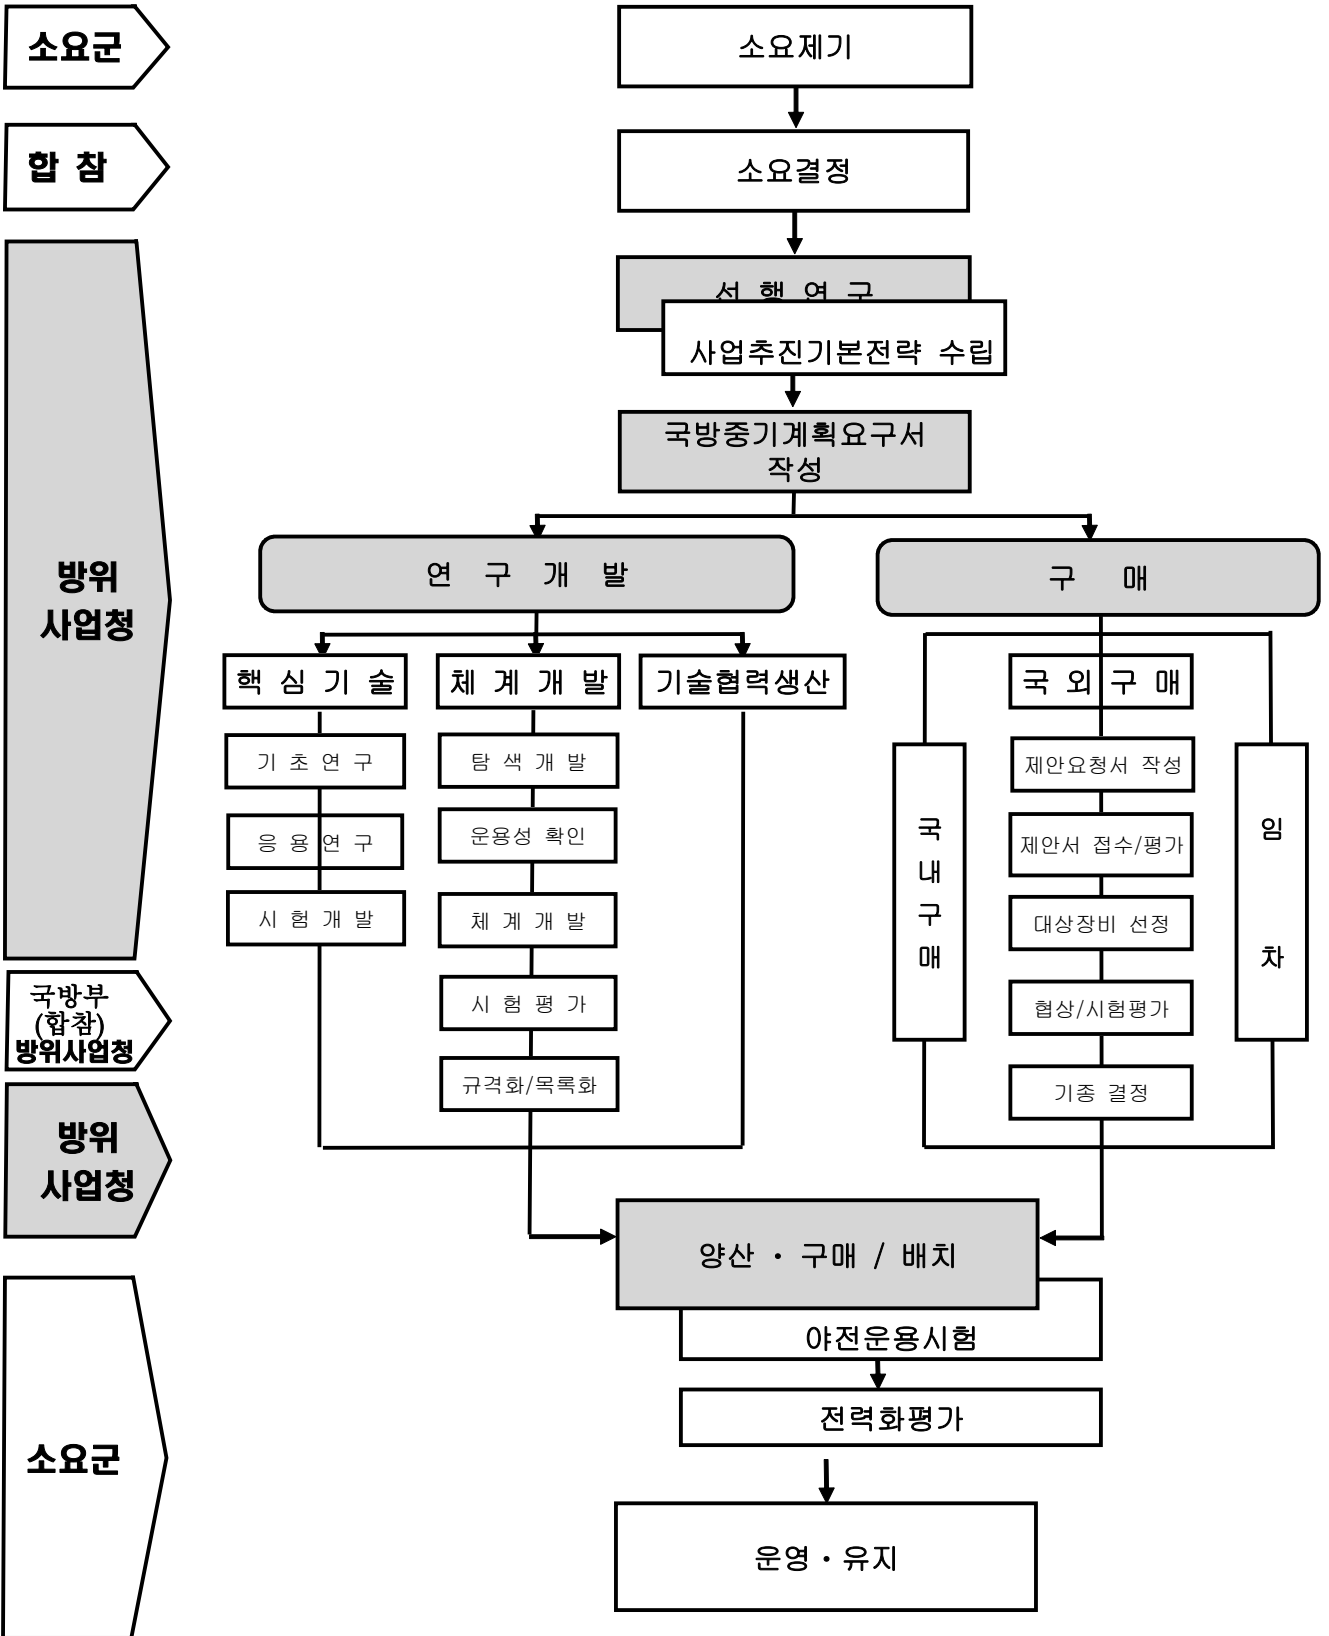 소요군
소요제기
합 참
소요결정
선 행 연 구
사업추진기본전략 수립
국방중기계획요구서
작성
방위
사업청
연 구 개 발
구 매
핵 심 기 술
체 계 개 발
기술협력생산
국 외 구 매
기 초 연 구
탐 색 개 발
제안요청서 작성
응 용 연 구
운용성 확인
제안서 접수/평가
시 험 개 발
체 계 개 발
대상장비 선정
시 험 평 가
협상/시험평가
규격화/목록화
기종 결정
국
내
구
매
임
차
국방부
(합참)
방위사업청
방위
사업청
양산 · 구매 / 배치
야전운용시험
전력화평가
소요군
운영·유지